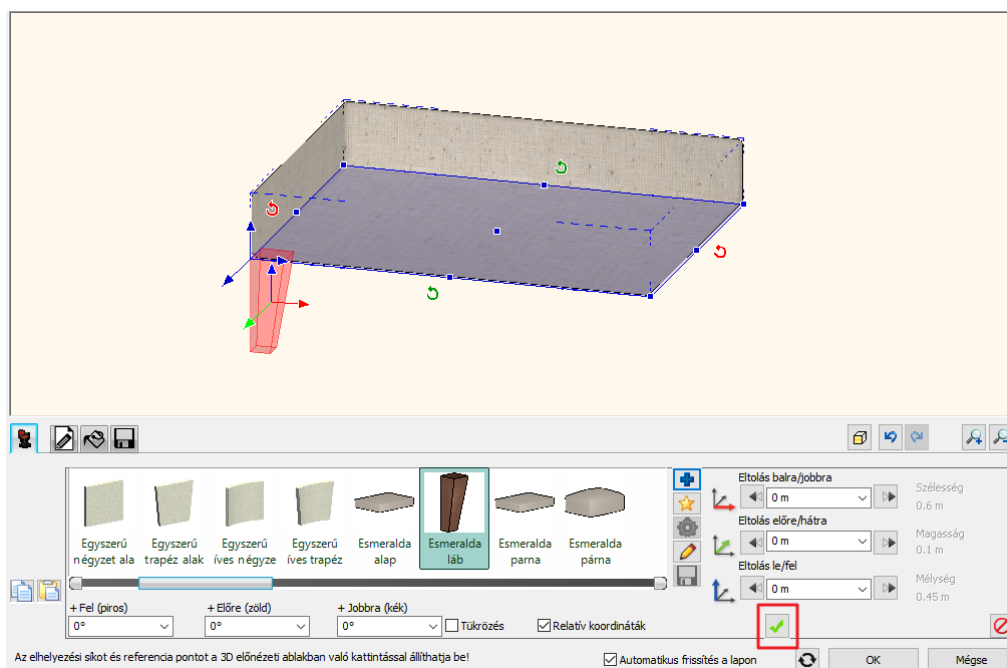 Eltolás balra/jobbra
0 m
Szélesség
0.6 m
Eltolás előre/hátra
0 m
Magasság
0.1 m
Eltolás le/fel
0 m
Mélység
0.45 m
Egyszerű
négyzet ala
Egyszerű
trapéz alak
Egyszerű
íves négyze
Egyszerű
íves trapéz
Esmeralda
alap
Esmeralda
láb
Esmeralda
parna
Esmeralda
párna
+ Fel (piros)
0°
+ Előre (zöld)
0°
+ Jobbra (kék)
0°
Tükrözés
Relatív koordináták
Az elhelyezési síkot és referencia pontot a 3D előnézeti ablakban való kattintással állíthatja be!
Automatikus frissítés a lapon
OK
Mégse